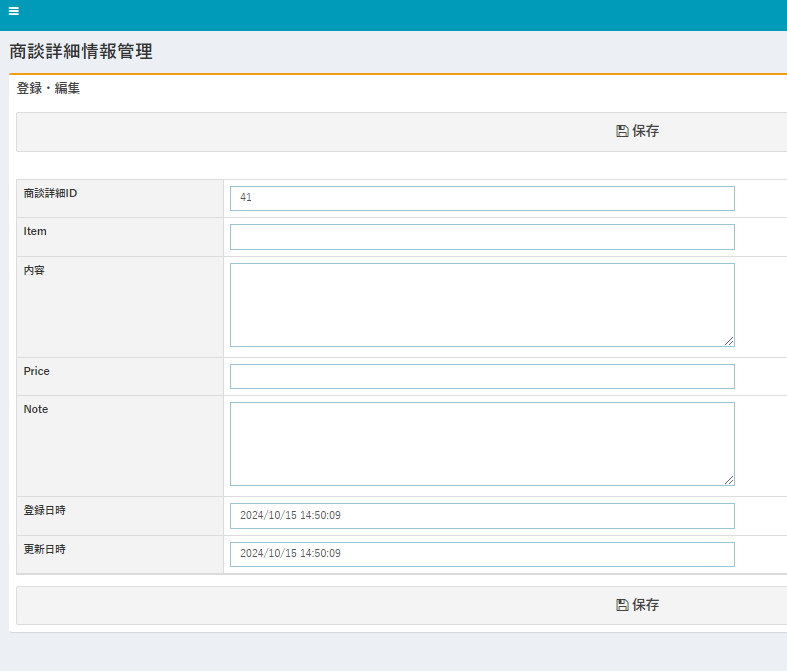 商談詳細情報管理
登録・編集
保存
商談詳細ID
41
Item
内容
Price
Note
登録日時
2024/10/15 14:50:09
更新日時
2024/10/15 14:50:09
保存